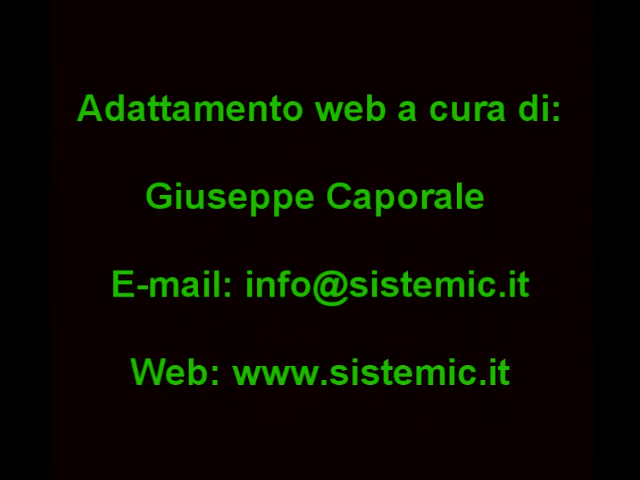 Adattamento web a cura di:
Giuseppe Caporale
E-mail: info@sistemic.it
Web: www.sistemic.it